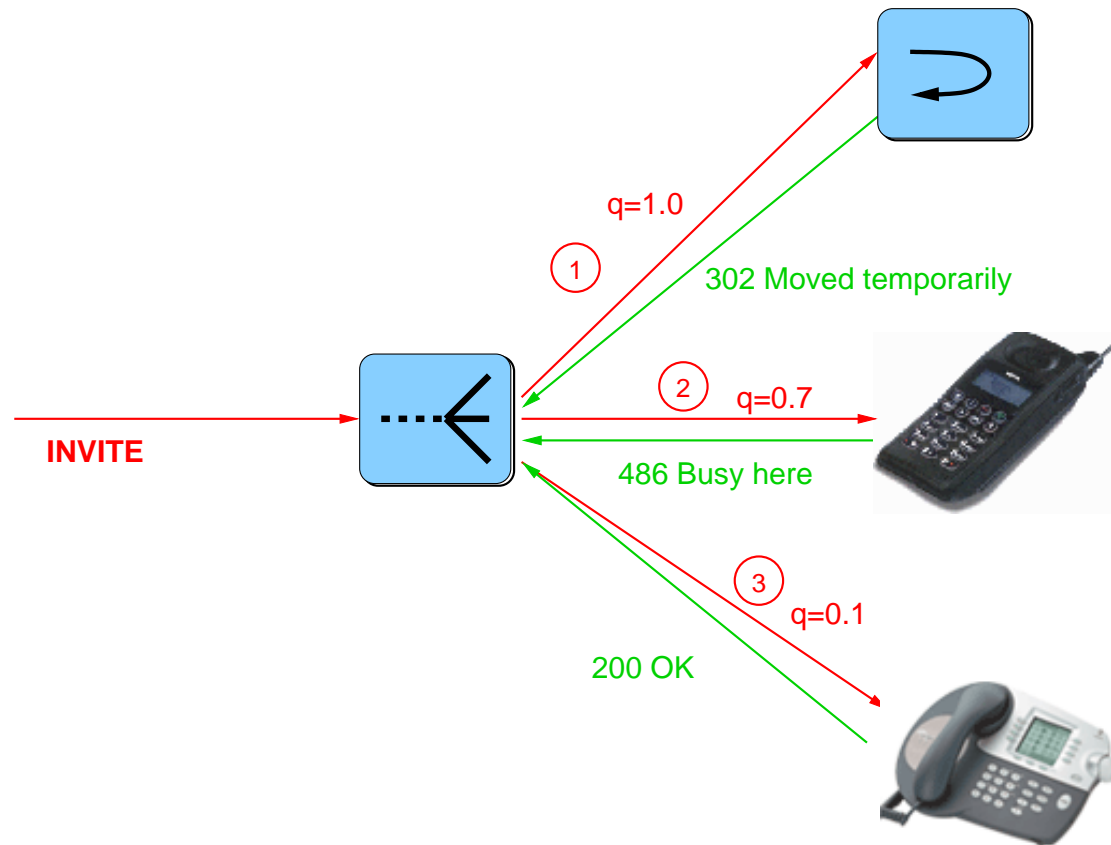 q=1.0
1
302 Moved temporarily
2
q=0.7
INVITE
486 Busy here
3
q=0.1
200 OK